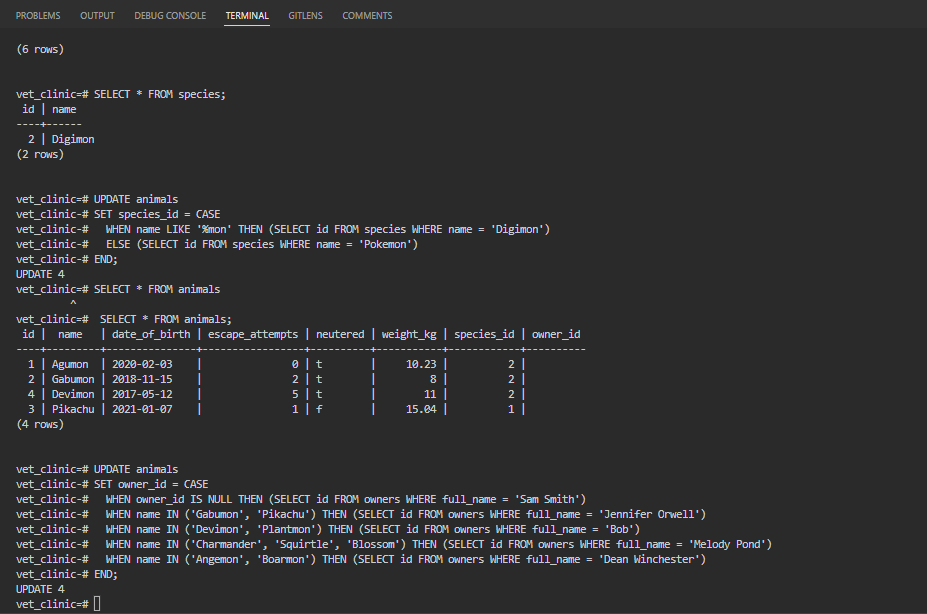 PROBLEMS OUTPUT DEBUG CONSOLE TERMINAL GITLENS COMMENTS
(6 rows)
vet_clinic=# SELECT * FROM species;
 id | name
----+------
  2 | Digimon
(2 rows)
vet_clinic=# UPDATE animals
vet_clinic-# SET species_id = CASE
vet_clinic-#   WHEN name LIKE '%mon' THEN (SELECT id FROM species WHERE name = 'Digimon')
vet_clinic-#   ELSE (SELECT id FROM species WHERE name = 'Pokemon')
vet_clinic-# END;
UPDATE 4
vet_clinic-# SELECT * FROM animals
         ^
vet_clinic=#  SELECT * FROM animals;
 id |  name   | date_of_birth | escape_attempts | neutered | weight_kg | species_id | owner_id
----+---------+---------------+-----------------+----------+-----------+------------+----------
  1 | Agumon  | 2020-02-03    |               0 | t        |     10.23 |          2 |
  2 | Gabumon | 2018-11-15    |               2 | t        |         8 |          2 |
  4 | Devimon | 2017-05-12    |               5 | t        |        11 |          2 |
  3 | Pikachu | 2021-01-07    |               1 | f        |     15.04 |          1 |
(4 rows)
vet_clinic=# UPDATE animals
vet_clinic-# SET owner_id = CASE
vet_clinic-#   WHEN owner_id IS NULL THEN (SELECT id FROM owners WHERE full_name = 'Sam Smith')
vet_clinic-#   WHEN name IN ('Gabumon', 'Pikachu') THEN (SELECT id FROM owners WHERE full_name = 'Jennifer Orwell')
vet_clinic-#   WHEN name IN ('Devimon', 'Plantmon') THEN (SELECT id FROM owners WHERE full_name = 'Bob')
vet_clinic-#   WHEN name IN ('Charmander', 'Squirtle', 'Blossom') THEN (SELECT id FROM owners WHERE full_name = 'Melody Pond')
vet_clinic-#   WHEN name IN ('Angemon', 'Boarmon') THEN (SELECT id FROM owners WHERE full_name = 'Dean Winchester')
vet_clinic-# END;
UPDATE 4
vet_clinic=#